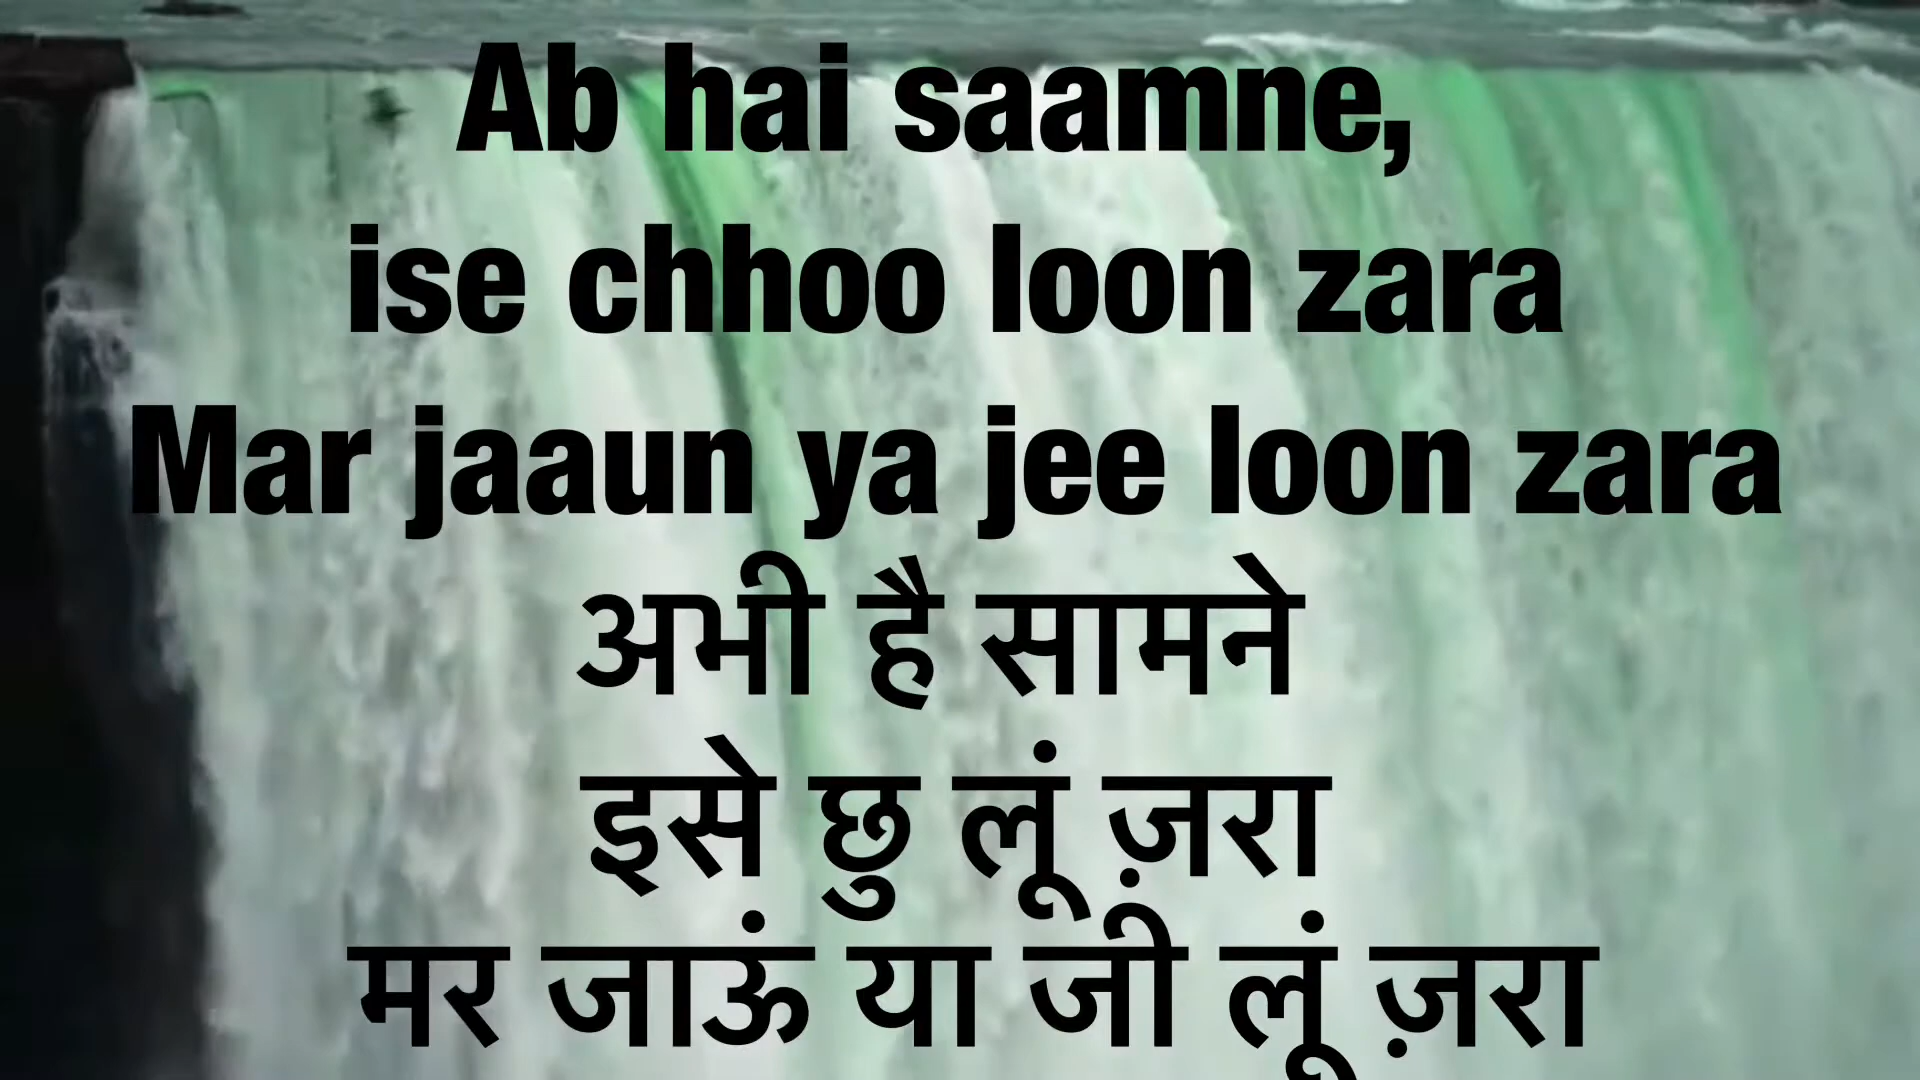 Ab hai saamne,
ise chhoo loon zara
Mar jaaun ya jee loon zara
अभी है सामने
इसे छु लूं ज़रा
मर जाऊं या जी लूं ज़रा